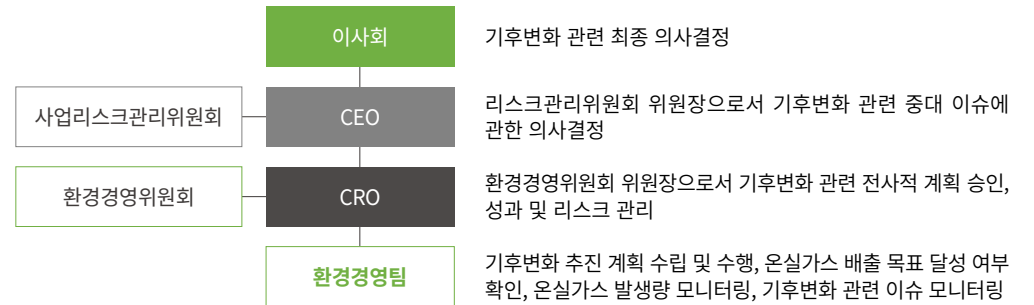 이사회
기후변화 관련 최종 의사결정
사업리스크관리위원회
CEO
리스크관리위원회 위원장으로서 기후변화 관련 중대 이슈에
관한 의사결정
환경경영위원회
CRO
환경경영위원회 위원장으로서 기후변화 관련 전사적 계획 승인,
성과 및 리스크 관리
환경경영팀
기후변화 추진 계획 수립 및 수행, 온실가스 배출 목표 달성 여부
확인, 온실가스 발생량 모니터링, 기후변화 관련 이슈 모니터링